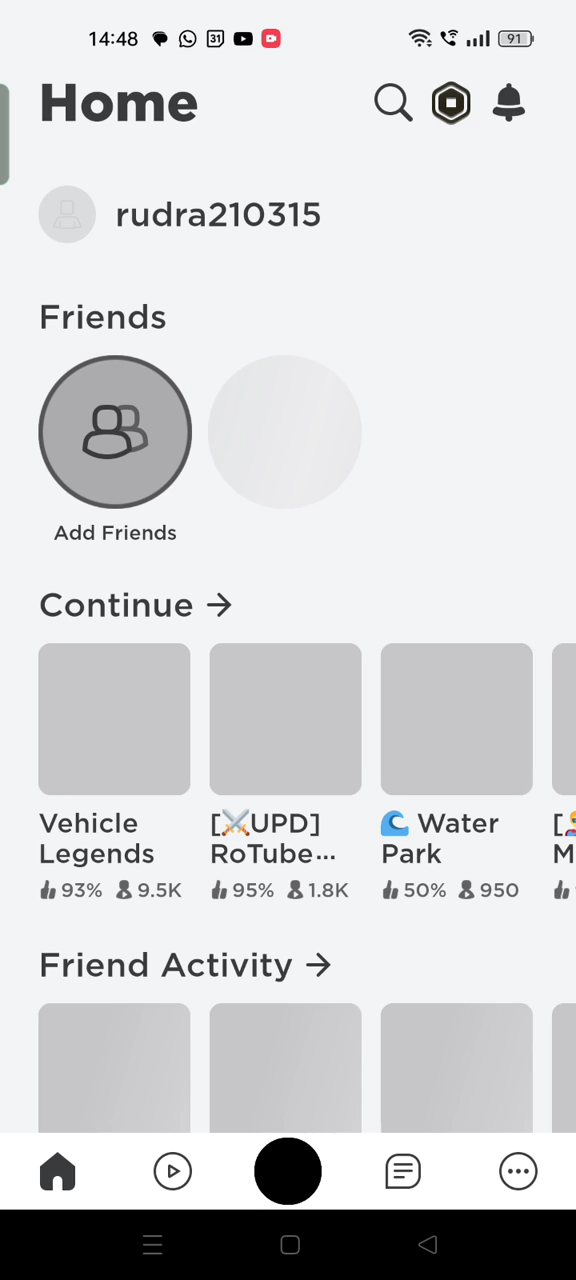 14:48 31 91
Home
rudra210315
Friends
Add Friends
Continue →
Vehicle Legends
93% 9.5K
[⚔️UPD] RoTube...
95% 1.8K
🌊 Water Park
50% 950
[
M
Friend Activity →